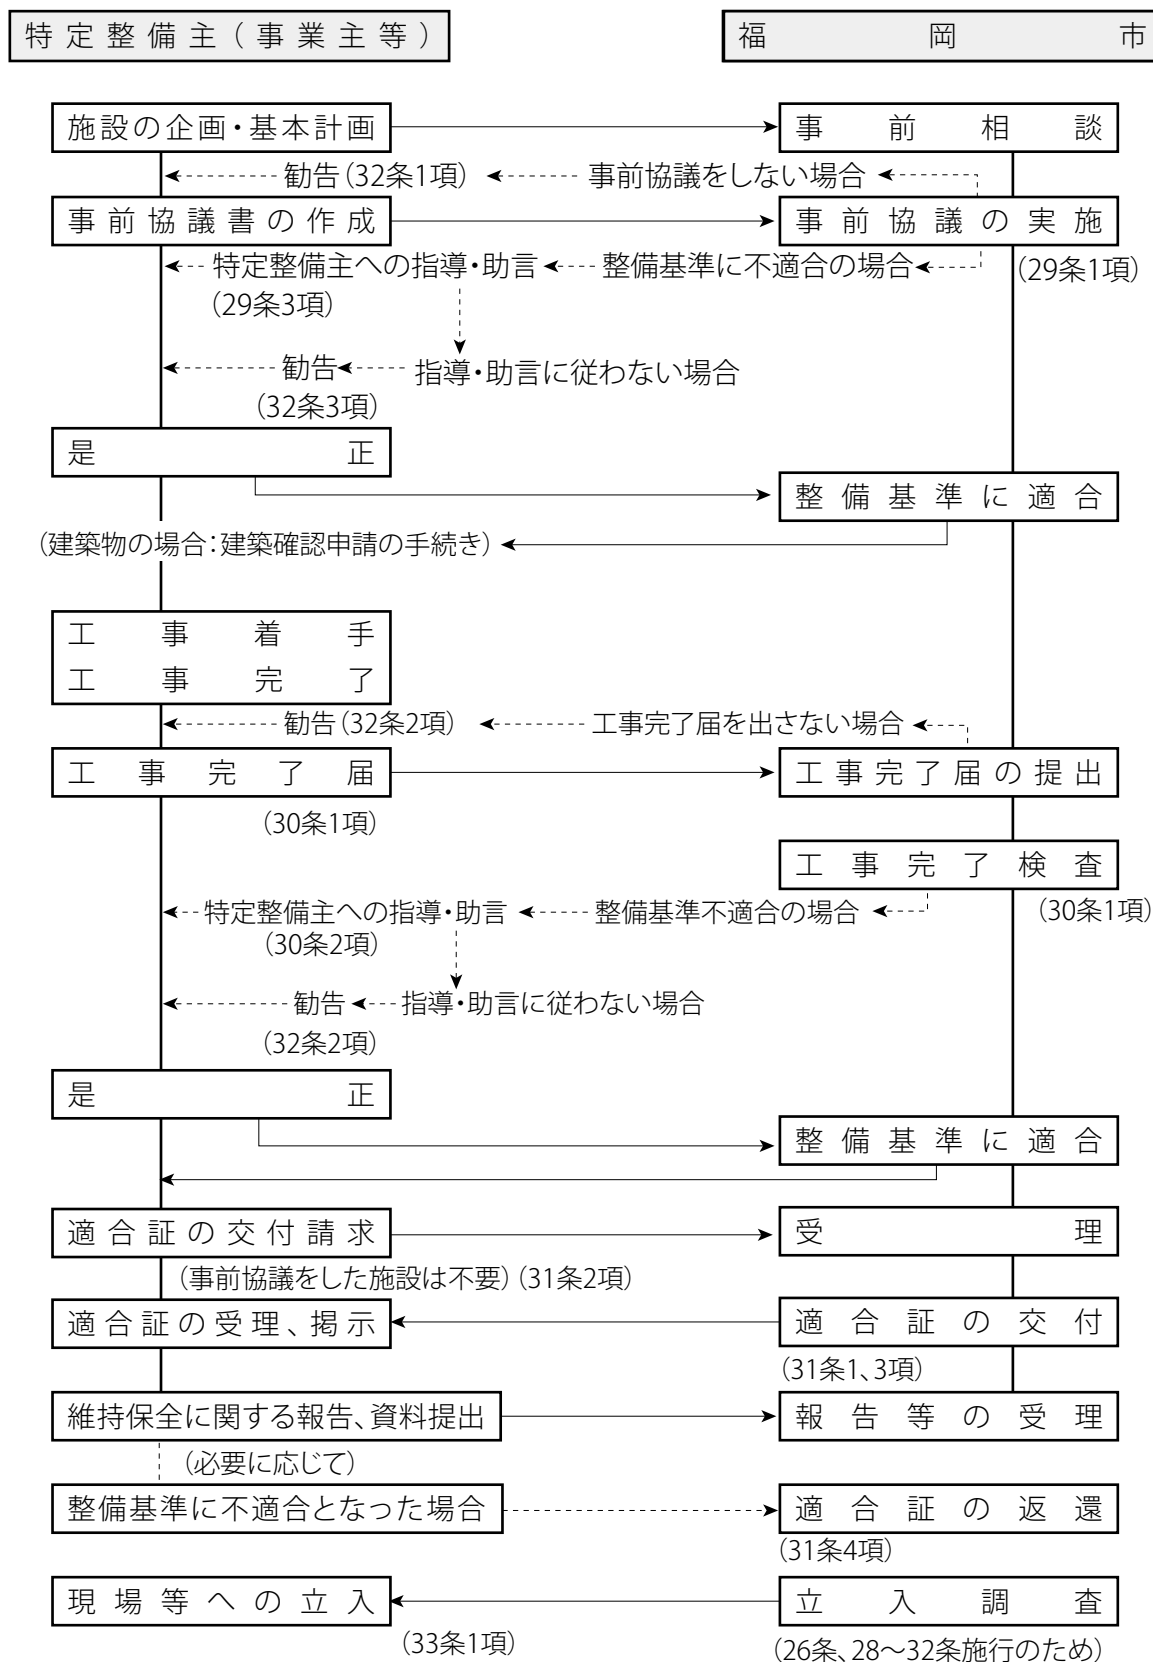 特定整備主(事業主等)
福岡市
施設の企画・基本計画
事前相談
勧告(32条1項)
事前協議をしない場合
事前協議書の作成
事前協議の実施
特定整備主への指導・助言
整備基準に不適合の場合
(29条1項)
(29条3項)
勧告
指導・助言に従わない場合
(32条3項)
是正
整備基準に適合
(建築物の場合:建築確認申請の手続き)
工事着手
工事完了
勧告(32条2項)
工事完了届を出さない場合
工事完了届
工事完了届の提出
(30条1項)
工事完了検査
特定整備主への指導・助言
整備基準不適合の場合
(30条1項)
(30条2項)
勧告
指導・助言に従わない場合
(32条2項)
是正
整備基準に適合
適合証の交付請求
受理
(事前協議をした施設は不要)(31条2項)
適合証の受理、掲示
適合証の交付
(31条1、3項)
維持保全に関する報告、資料提出
報告等の受理
(必要に応じて)
整備基準に不適合となった場合
適合証の返還
(31条4項)
現場等への立入
立入調査
(33条1項)
(26条、28〜32条施行のため)